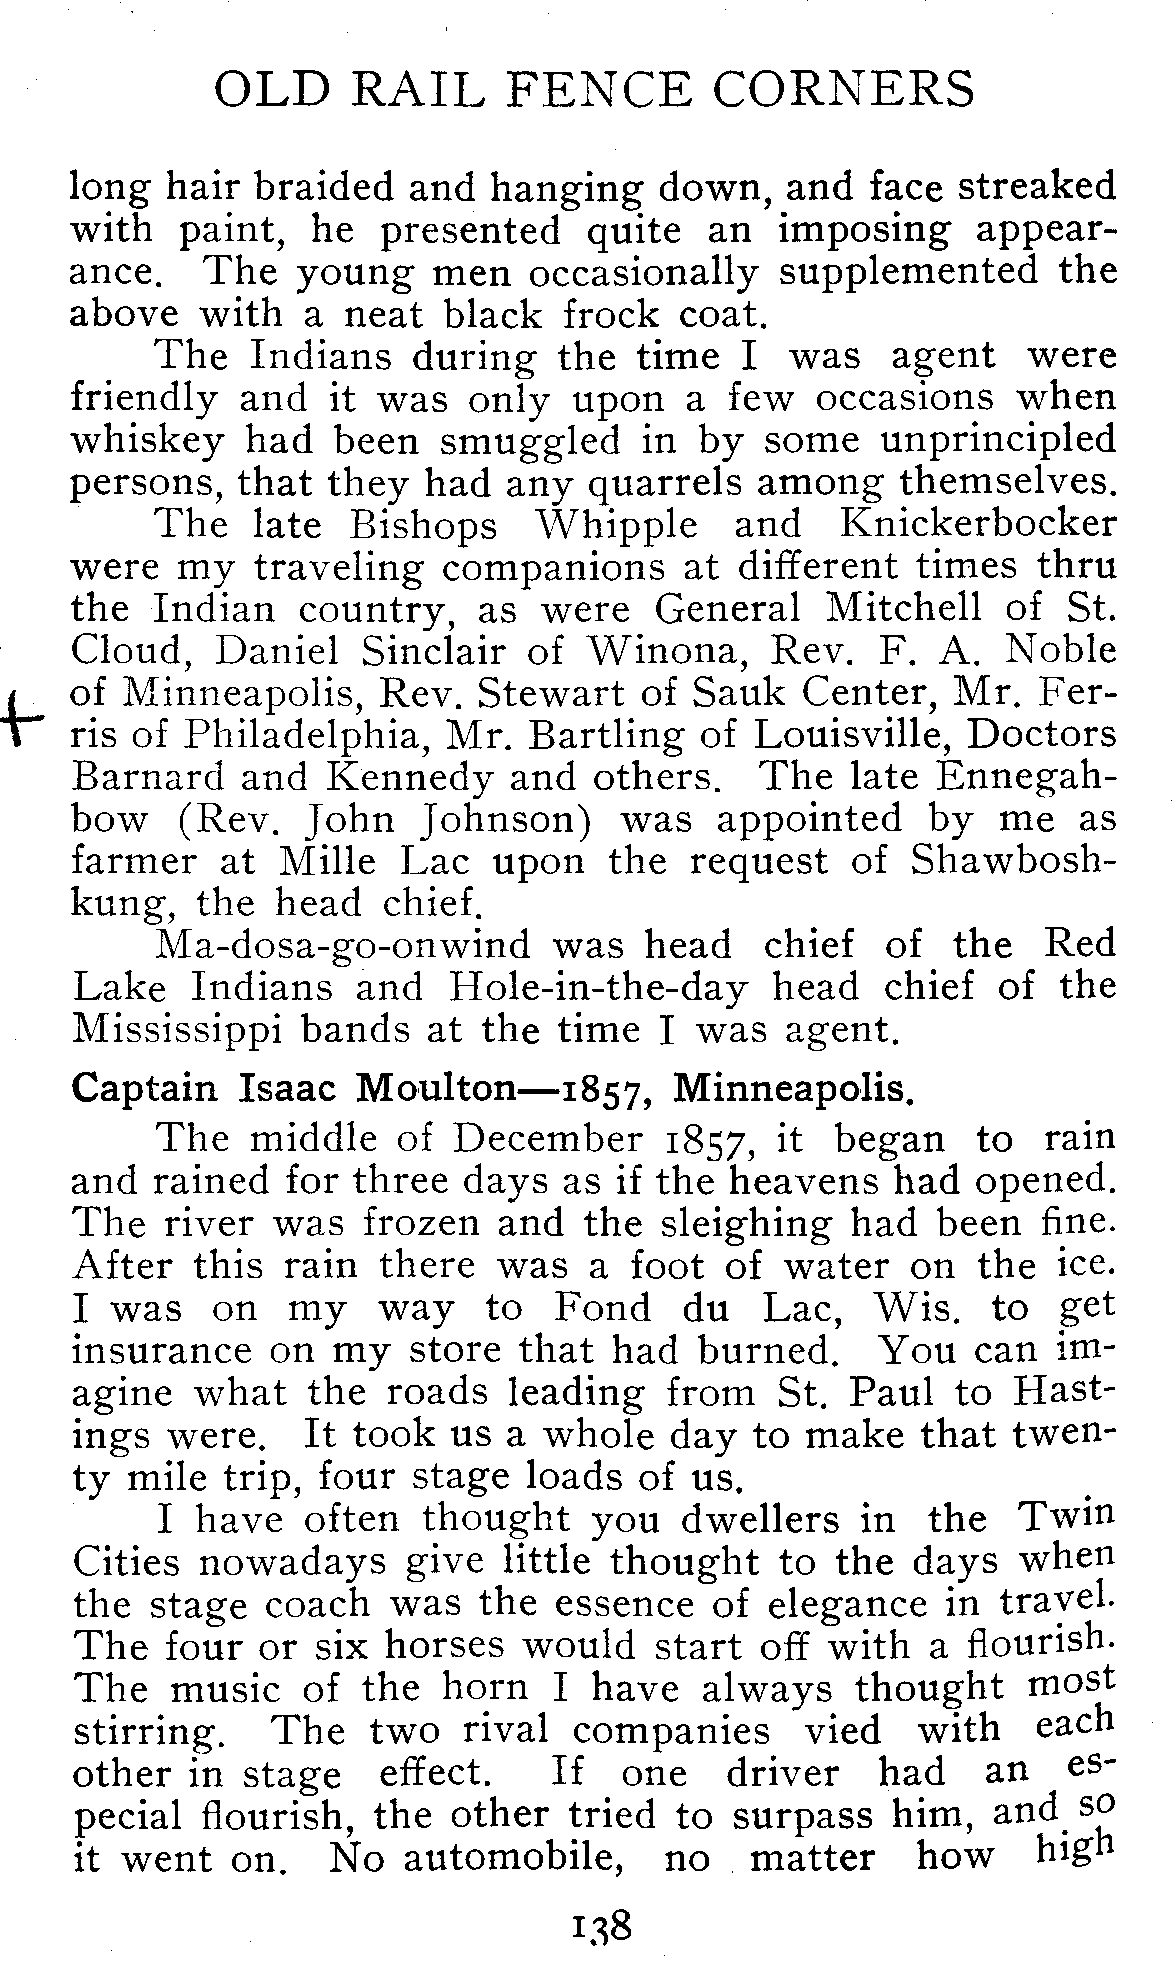 OLD RAIL FENCE CORNERS
long hair braided and hanging down, and face streaked
with paint, he presented quite an imposing appear-
ance. The young men occasionally supplemented the
above with a neat black frock coat.
The Indians during the time I was agent were
friendly and it was only upon a few occasions when
whiskey had been smuggled in by some unprincipled
persons, that they had any quarrels among themselves.
The late Bishops Whipple and Knickerbocker
were my traveling companions at different times thru
the Indian country, as were General Mitchell of St.
Cloud, Daniel Sinclair of Winona, Rev. F. A. Noble
of Minneapolis, Rev. Stewart of Sauk Center, Mr. Fer-
ris of Philadelphia, Mr. Bartling of Louisville, Doctors
Barnard and Kennedy and others. The late Ennegah-
bow (Rev. John Johnson) was appointed by me as
farmer at Mille Lac upon the request of Shawbosh-
kung, the head chief.
Ma-dosa-go-onwind was head chief of the Red
Lake Indians and Hole-in-the-day head chief of the
Mississippi bands at the time I was agent.
Captain Isaac Moulton—1857, Minneapolis.
The middle of December 1857, it began to rain
and rained for three days as if the heavens had opened.
The river was frozen and the sleighing had been fine.
After this rain there was a foot of water on the ice.
I was on my way to Fond du Lac, Wis. to get
insurance on my store that had burned. You can im-
agine what the roads leading from St. Paul to Hast-
ings were. It took us a whole day to make that twen-
ty mile trip, four stage loads of us.
I have often thought you dwellers in the Twin
Cities nowadays give little thought to the days when
the stage coach was the essence of elegance in travel.
The four or six horses would start off with a flourish.
The music of the horn I have always thought most
stirring. The two rival companies vied with each
other in stage effect. If one driver had an es-
pecial flourish, the other tried to surpass him, and so
it went on. No automobile, no matter how high
138